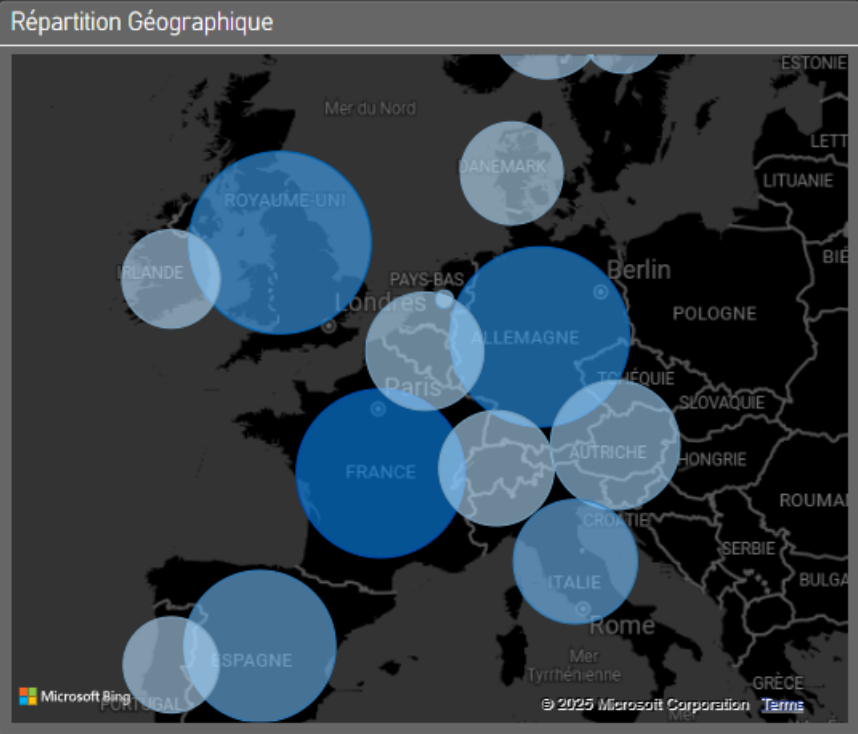 Répartition Géographique
ESTONIE
Mer du Nord
LETT
DANEMARK
LITUANIE
ROYAUME-UNI
BIÉ
IRLANDE
PAYS-BAS
Berlin
Londres
POLOGNE
ALLEMAGNE
TCHÉQUIE
Paris
SLOVAQUIE
AUTRICHE
HONGRIE
FRANCE
ROUMA
CROATIE
SERBIE
ITALIE
BULGA
Rome
Mer
Tyrrhénienne
ESPAGNE
GRÈCE
Microsoft Bing
PORTUGAL
© 2025 Microsoft Corporation Terms
Mer